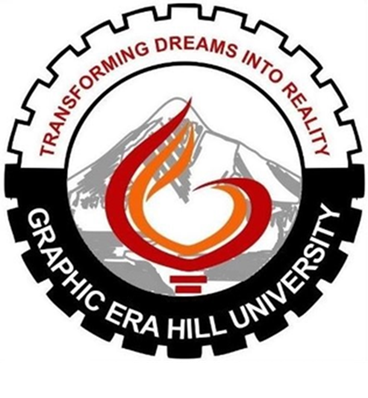 TRANSFORMING DREAMS INTO REALITY
GRAPHIC ERA HILL UNIVERSITY